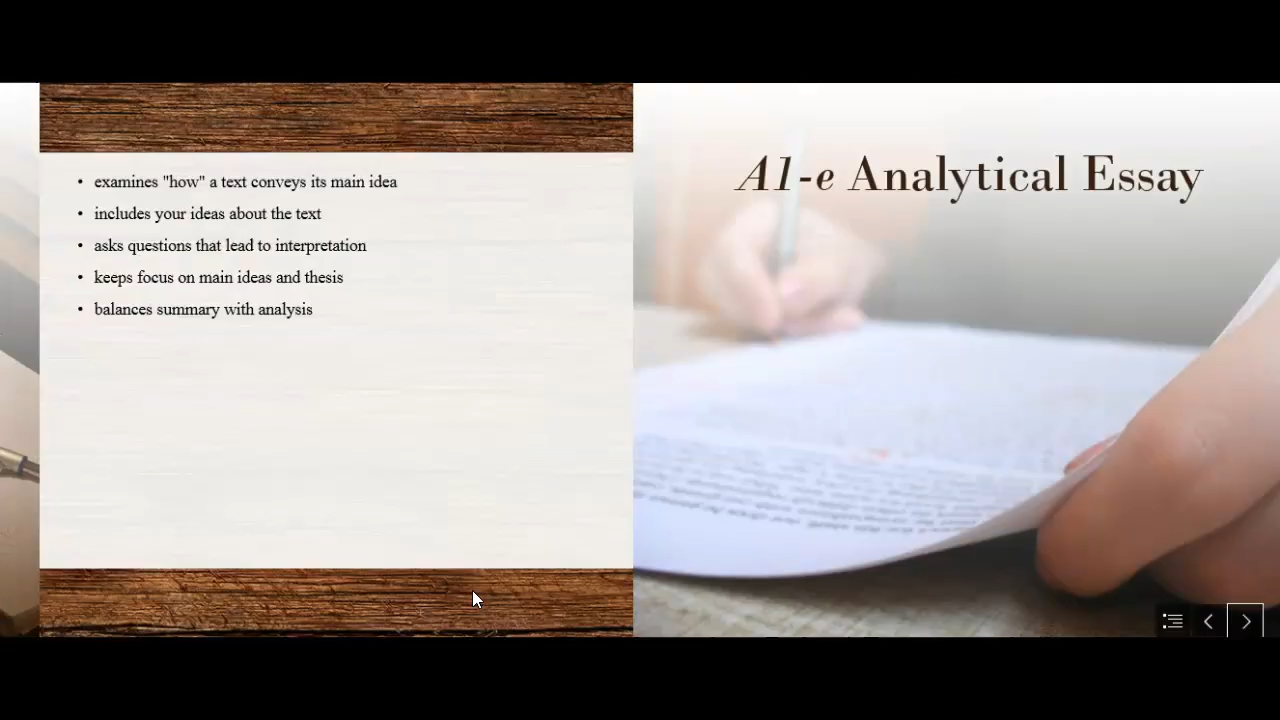 A1-e Analytical Essay
• examines "how" a text conveys its main idea
• includes your ideas about the text
• asks questions that lead to interpretation
• keeps focus on main ideas and thesis
• balances summary with analysis